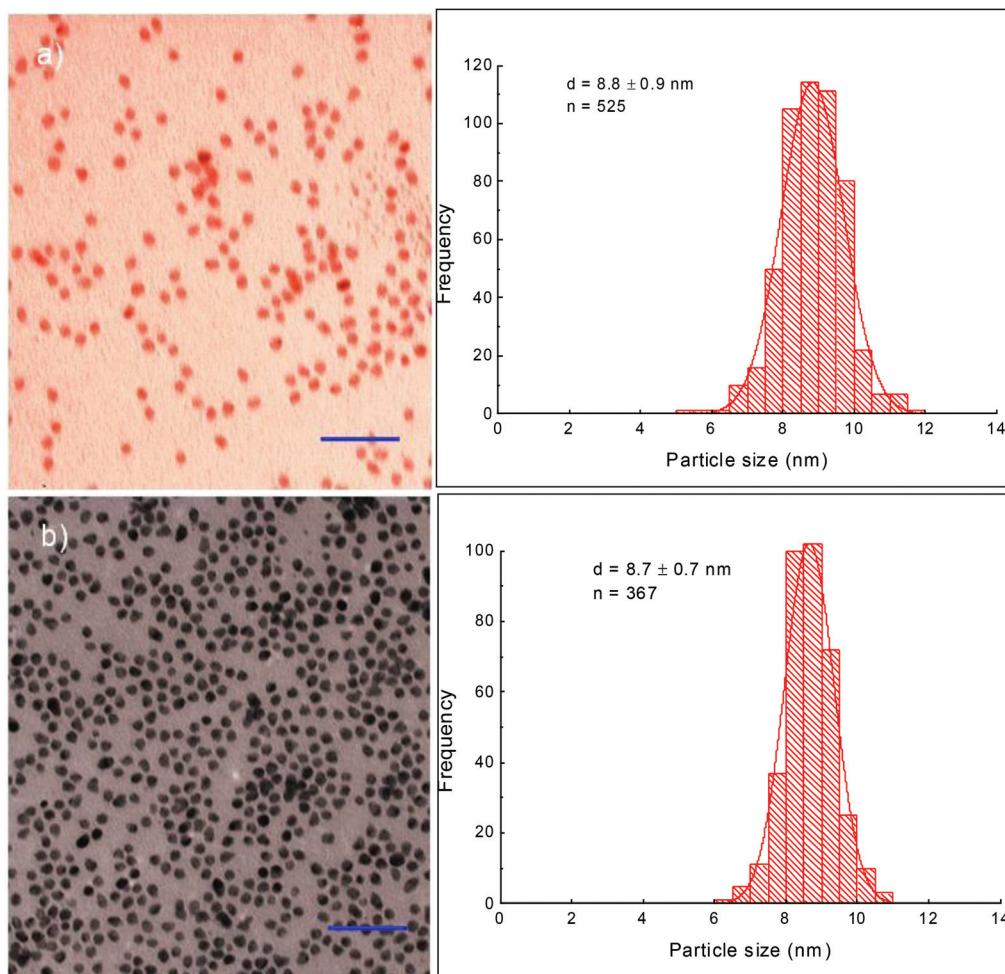 a)
d = 8.8 ± 0.9 nm
n = 525
Frequency
120
100
80
60
40
20
0
0 2 4 6 8 10 12 14
Particle size (nm)
b)
d = 8.7 ± 0.7 nm
n = 367
Frequency
100
80
60
40
20
0
0 2 4 6 8 10 12 14
Particle size (nm)